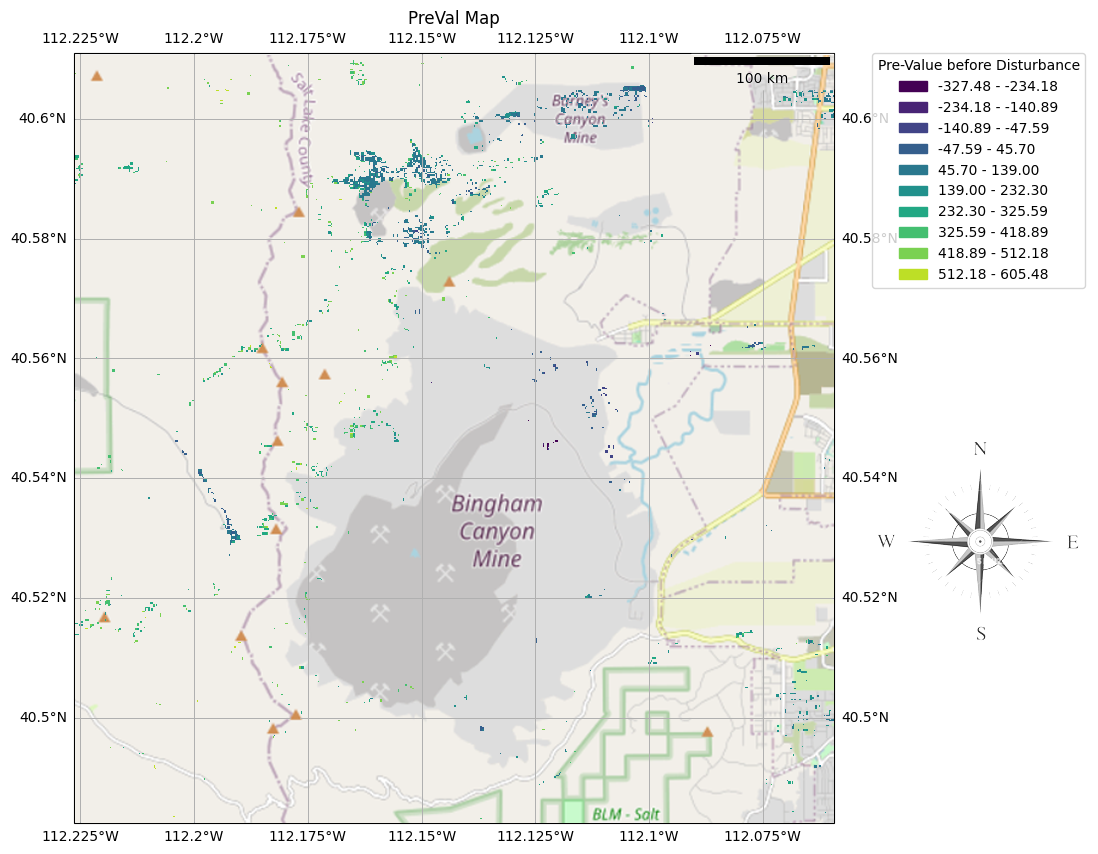 PreVal Map
112.225°W 112.2°W 112.175°W 112.15°W 112.125°W 112.1°W 112.075°W
100 km
Salt Lake County
Barney's
Canyon
Mine
40.6°N 40.6°N
40.58°N 40.58°N
40.56°N 40.56°N
40.54°N 40.54°N
Bingham
Canyon
Mine
40.52°N 40.52°N
40.5°N 40.5°N
BLM - Salt
112.225°W 112.2°W 112.175°W 112.15°W 112.125°W 112.1°W 112.075°W
Pre-Value before Disturbance
-327.48 - -234.18
-234.18 - -140.89
-140.89 - -47.59
-47.59 - 45.70
45.70 - 139.00
139.00 - 232.30
232.30 - 325.59
325.59 - 418.89
418.89 - 512.18
512.18 - 605.48
N
W E
S